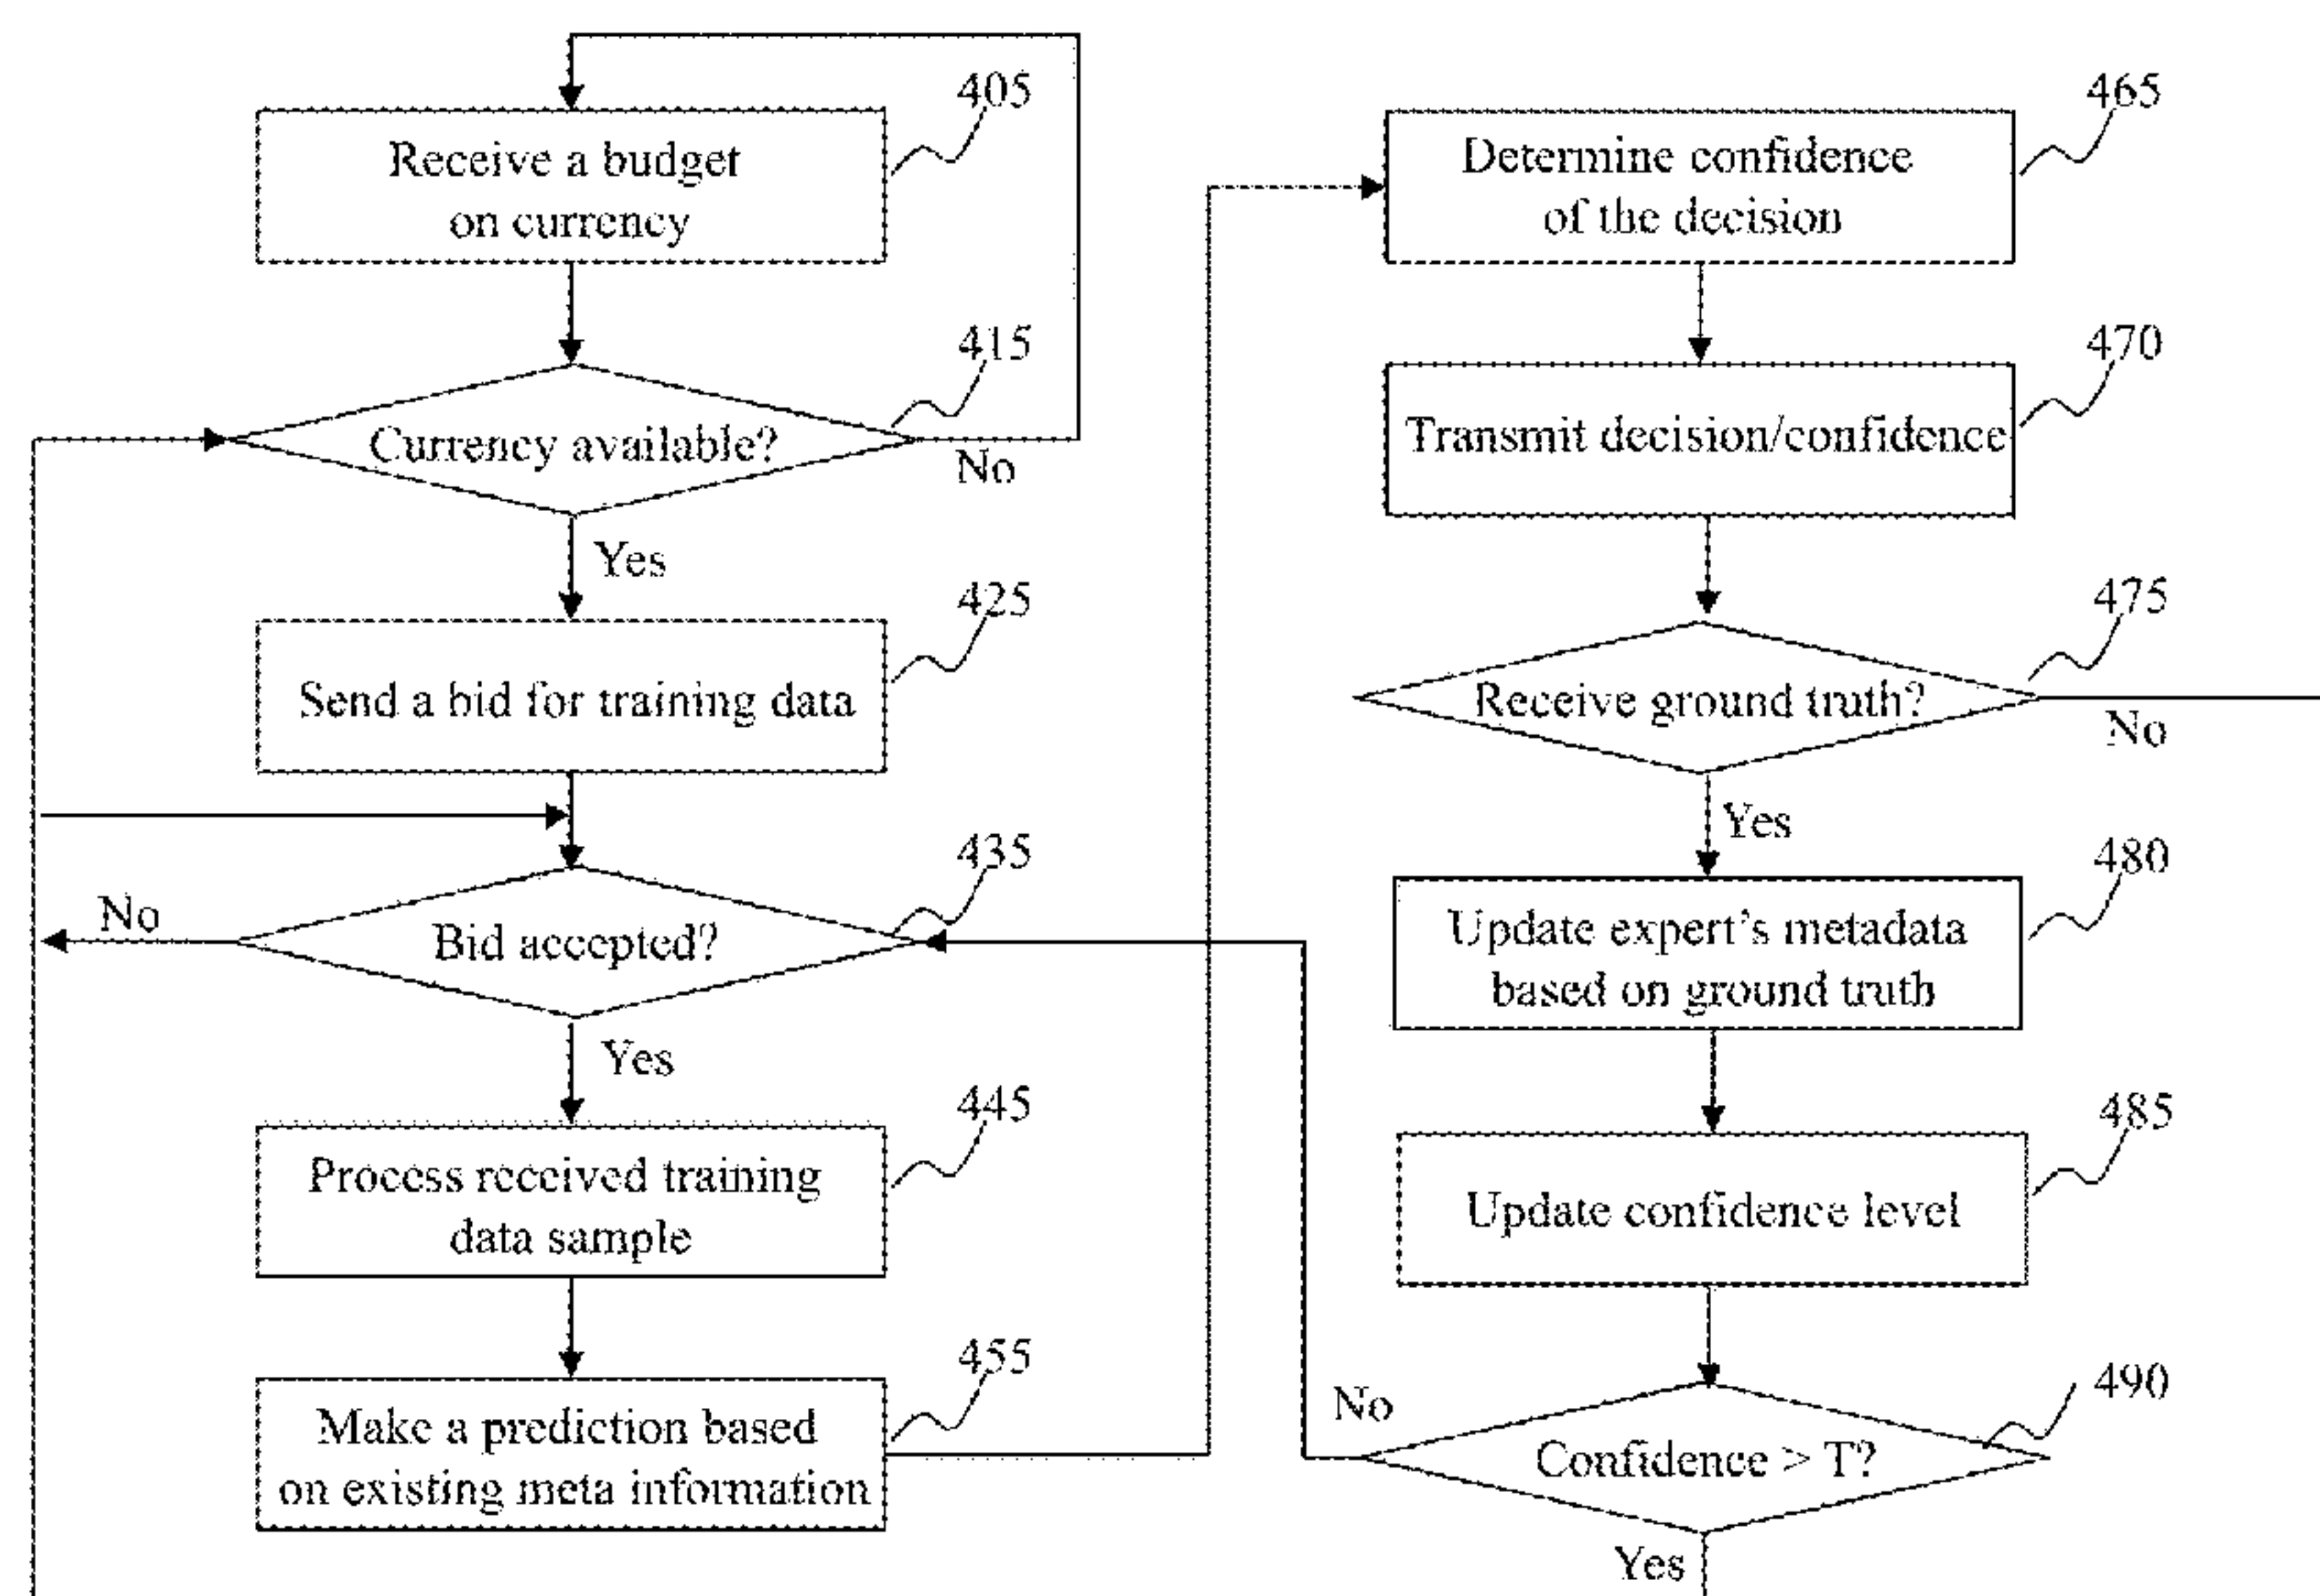 405
Receive a budget
on currency
415
Currency available?
No
Yes
425
Send a bid for training data
435
No
Bid accepted?
Yes
445
Process received training
data sample
455
Make a prediction based
on existing meta information
465
Determine confidence
of the decision
470
Transmit decision/confidence
475
Receive ground truth?
No
Yes
480
Update expert's metadata
based on ground truth
485
Update confidence level
490
No
Confidence > T?
Yes